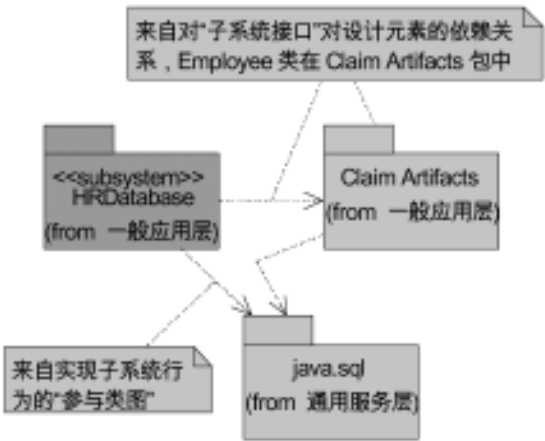 来自对“子系统接口”对设计元素的依赖关
系，Employee 类在 Claim Artifacts 包中
<<subsystem>>
HRDatabase
(from 一般应用层)
Claim Artifacts
(from 一般应用层)
java.sql
(from 通用服务层)
来自实现子系统行
为的“参与类图”